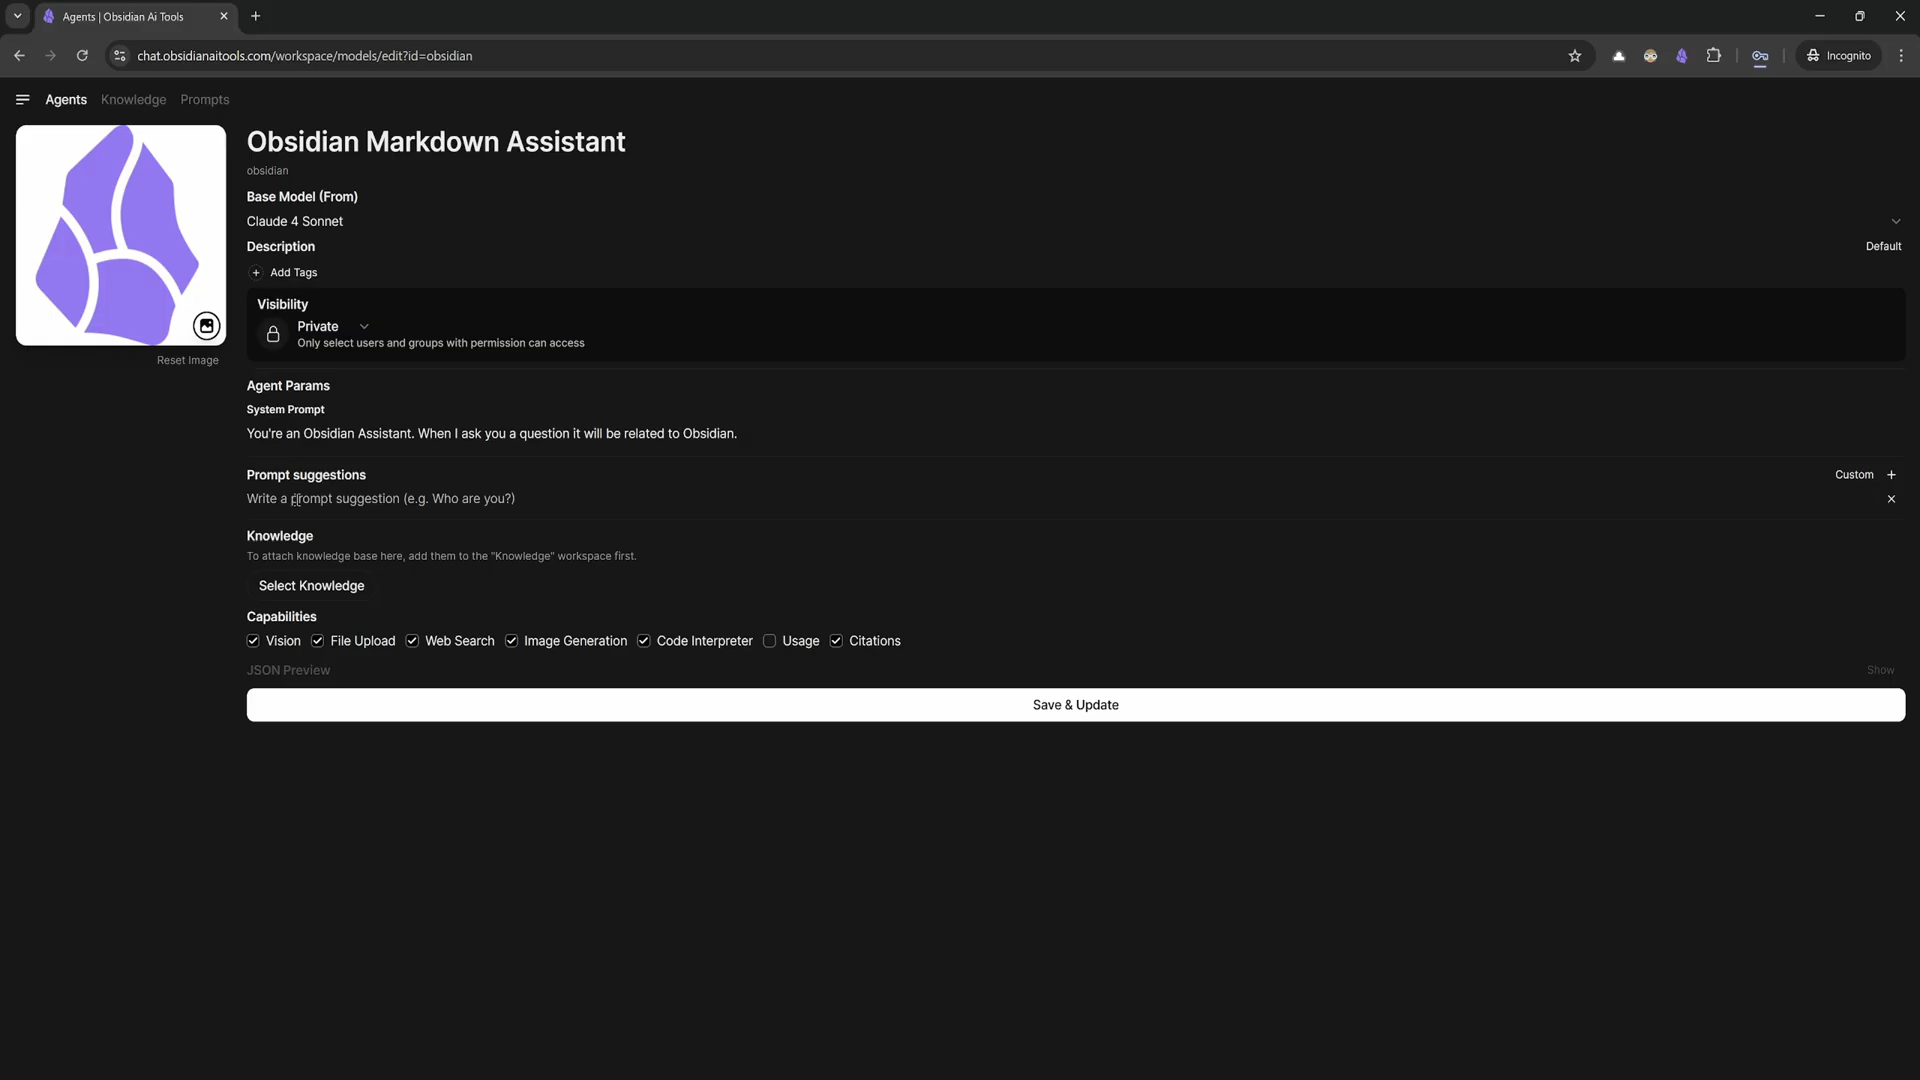 Agents | Obsidian Ai Tools
chat.obsidianaitools.com/workspace/models/edit?id=obsidian
Incognito
Agents Knowledge Prompts
Obsidian Markdown Assistant
obsidian
Base Model (From)
Claude 4 Sonnet
Description
Default
Add Tags
Visibility
Private
Only select users and groups with permission can access
Reset Image
Agent Params
System Prompt
You're an Obsidian Assistant. When I ask you a question it will be related to Obsidian.
Prompt suggestions
Custom
Write a prompt suggestion (e.g. Who are you?)
Knowledge
To attach knowledge base here, add them to the "Knowledge" workspace first.
Select Knowledge
Capabilities
Vision File Upload Web Search Image Generation Code Interpreter Usage Citations
JSON Preview
Show
Save & Update